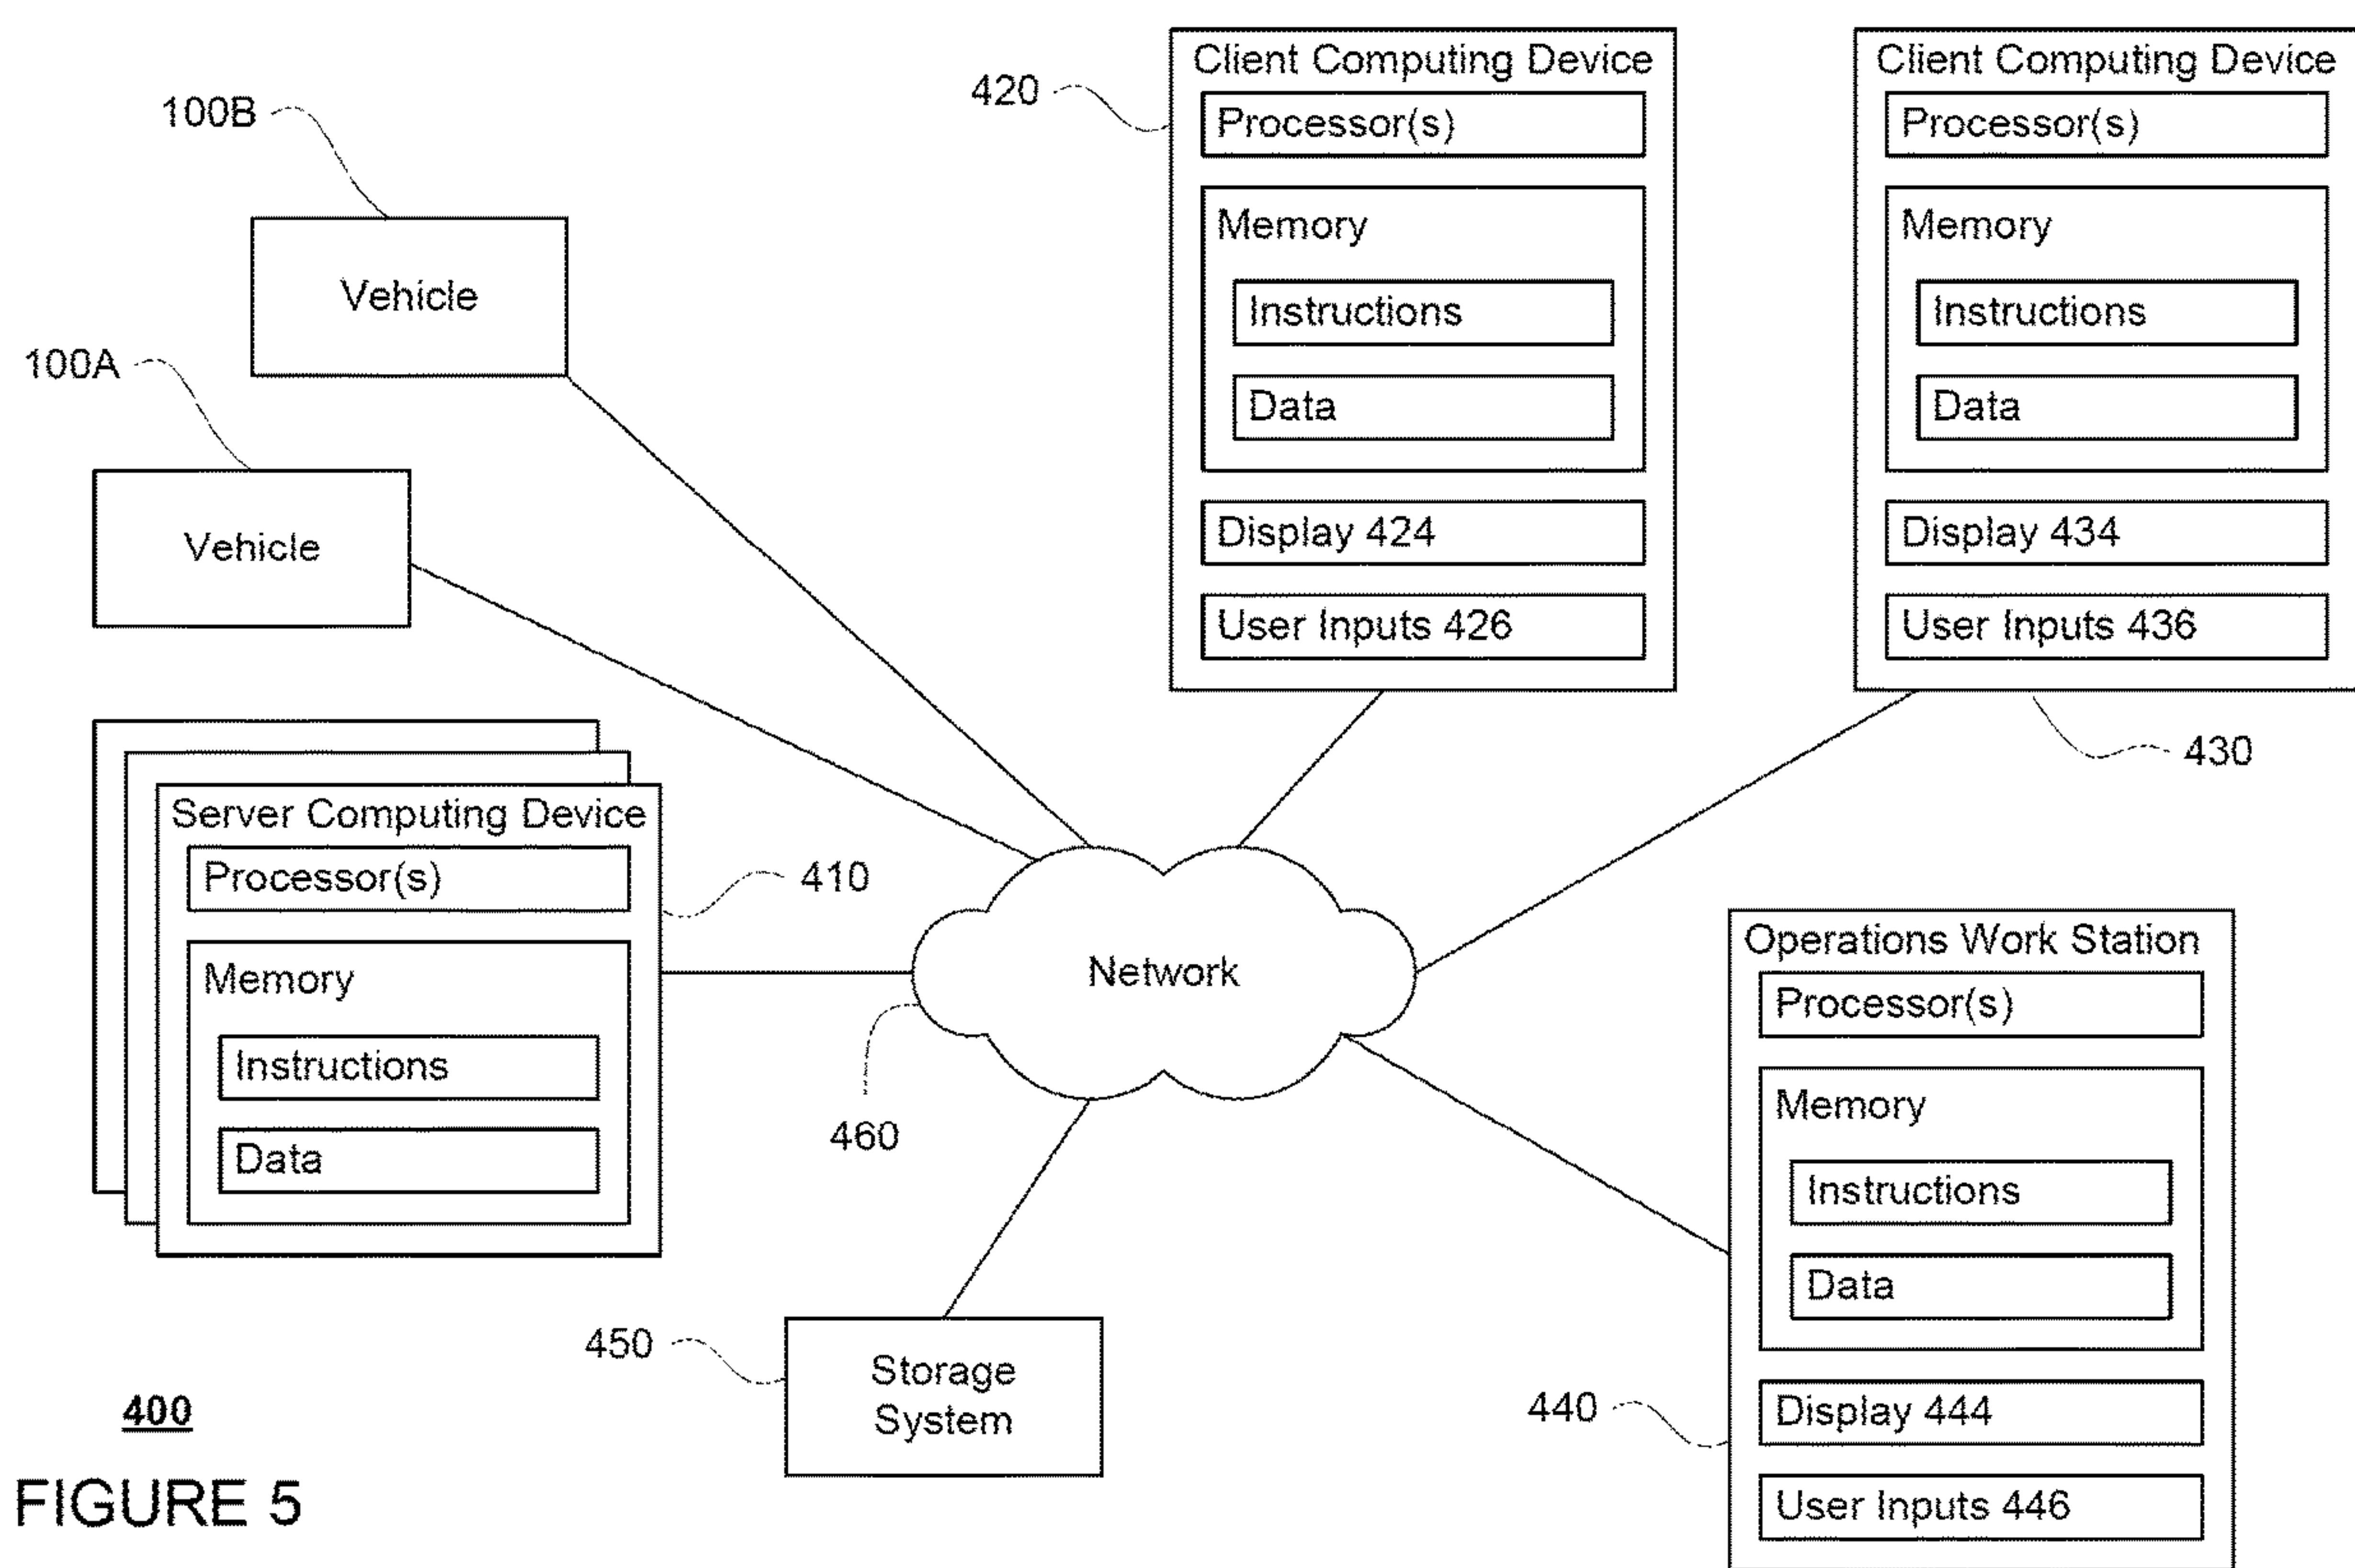 100B
Vehicle
100A
Vehicle
420
Client Computing Device
Processor(s)
Memory
Instructions
Data
Display 424
User Inputs 426
Client Computing Device
Processor(s)
Memory
Instructions
Data
Display 434
User Inputs 436
430
Server Computing Device
Processor(s)
Memory
Instructions
Data
410
Network
460
Operations Work Station
Processor(s)
Memory
Instructions
Data
Display 444
User Inputs 446
440
450
Storage
System
400
FIGURE 5